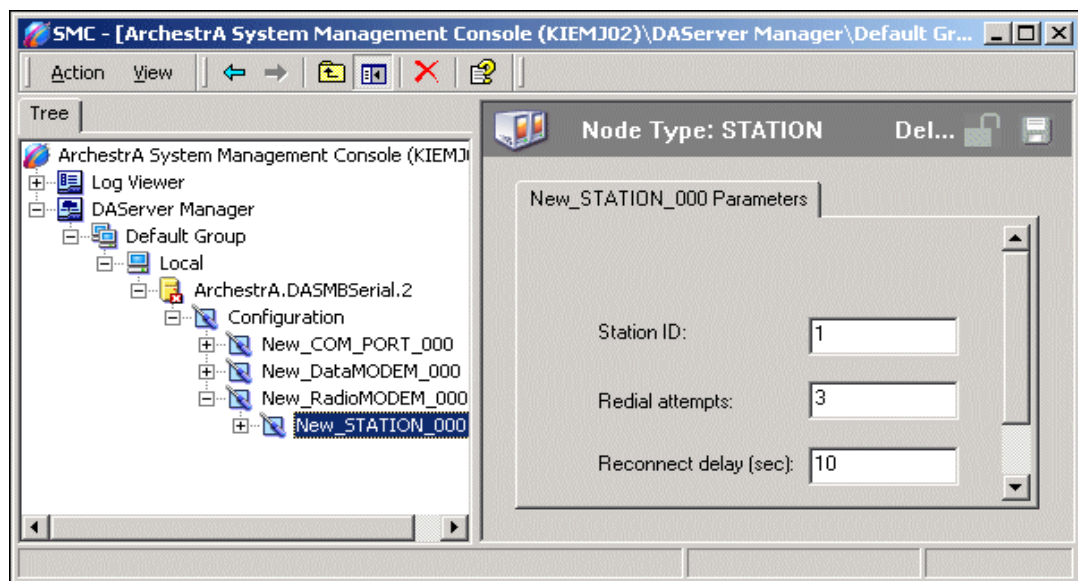 SMC - [ArchestrA System Management Console (KIEMJ02)\DAServer Manager\Default Gr...
Action View
Tree
ArchestrA System Management Console (KIEMJ
Log Viewer
DAServer Manager
Default Group
Local
ArchestrA.DASMBSerial.2
Configuration
New_COM_PORT_000
New_DataMODEM_000
New_RadioMODEM_000
New_STATION_000
Node Type: STATION Del...
New_STATION_000 Parameters
Station ID: 1
Redial attempts: 3
Reconnect delay (sec): 10